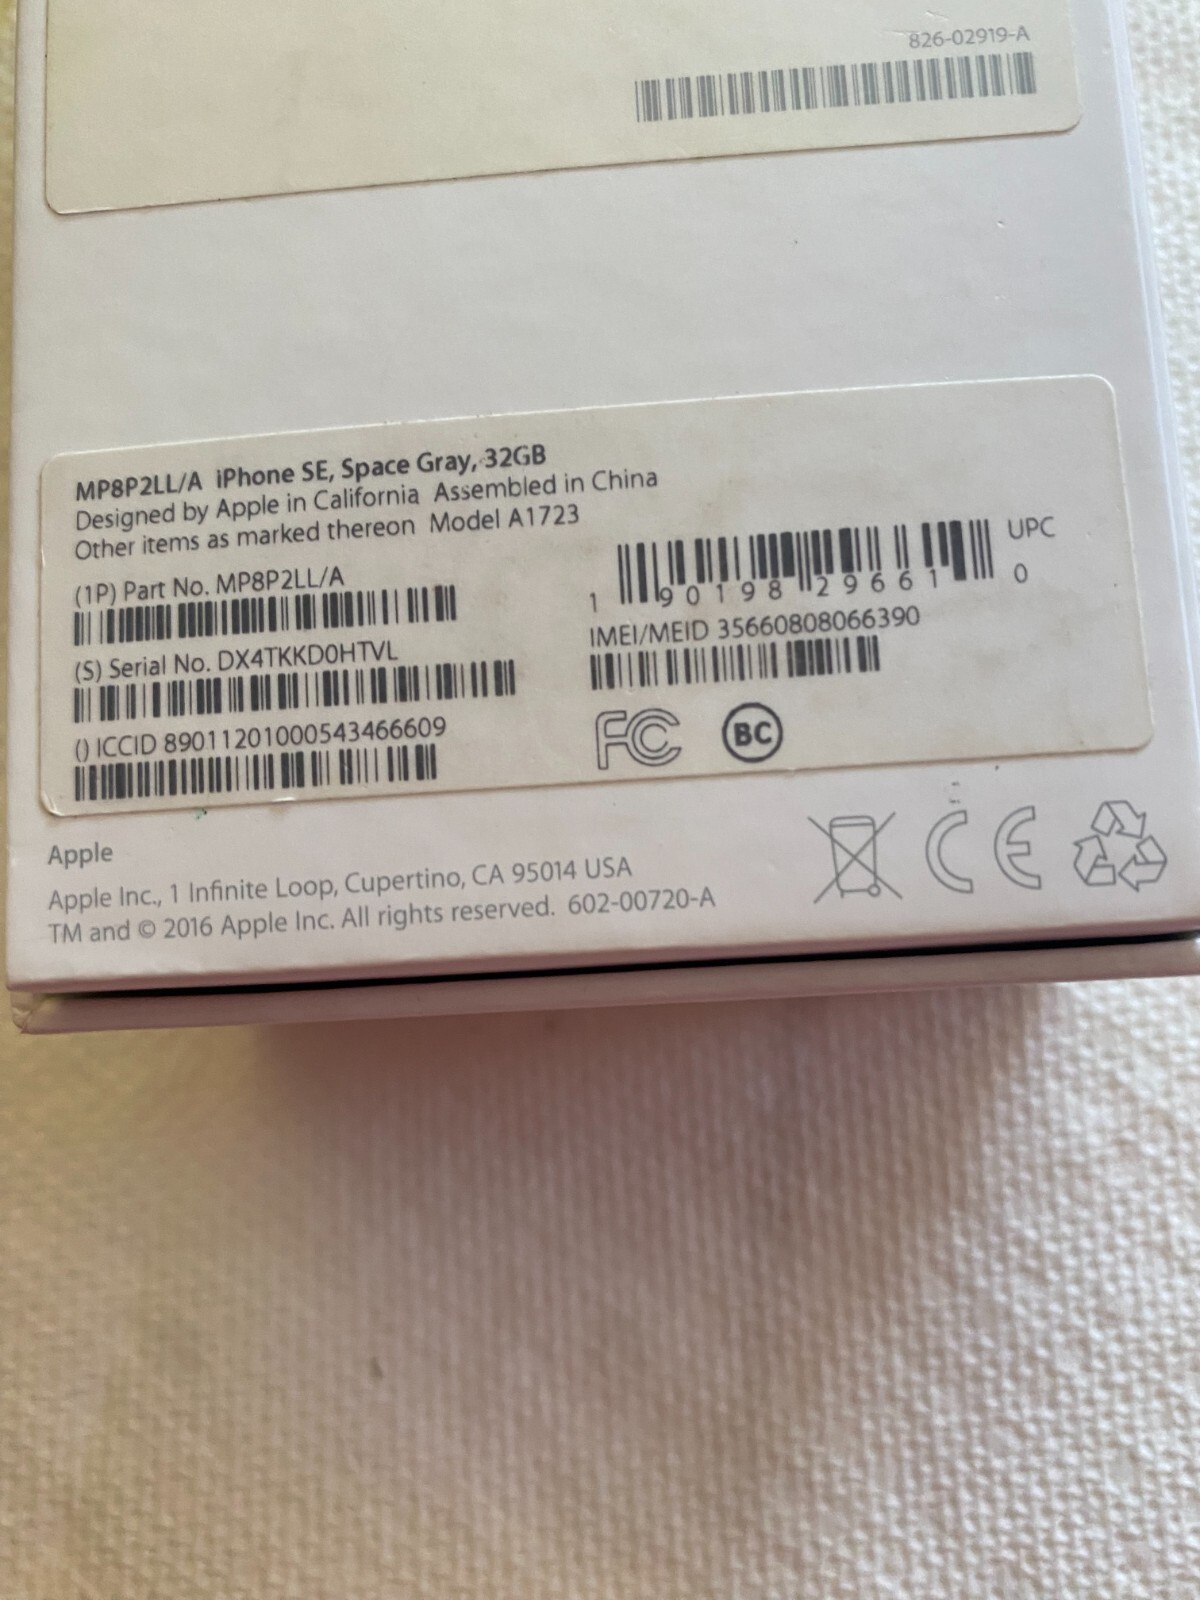 826-02919-A
MP8P2LL/A iPhone SE, Space Gray, 32GB
Designed by Apple in California Assembled in China
Other items as marked thereon Model A1723
(1P) Part No. MP8P2LL/A
(S) Serial No. DX4TKKD0HTVL
() ICCID 89011201000543466609
UPC
1 90198 29661 0
IMEI/MEID 35660808066390
FC
BC
Apple
Apple Inc., 1 Infinite Loop, Cupertino, CA 95014 USA
TM and © 2016 Apple Inc. All rights reserved. 602-00720-A
CE